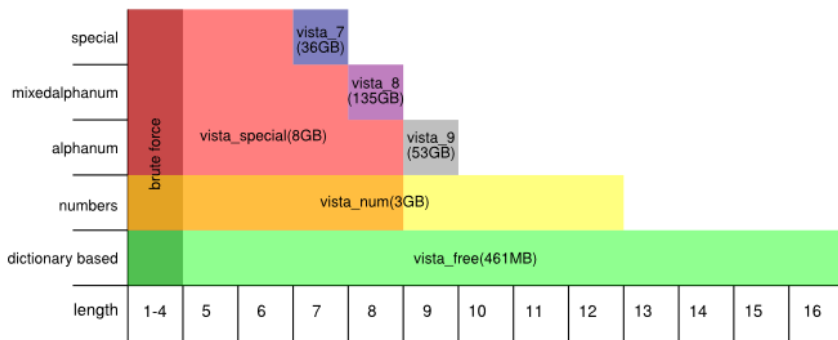 special
vista_7
(36GB)
mixedalphanum
vista_8
(135GB)
alphanum
vista_special(8GB)
vista_9
(53GB)
brute force
numbers
vista_num(3GB)
dictionary based
vista_free(461MB)
length 1-4 5 6 7 8 9 10 11 12 13 14 15 16